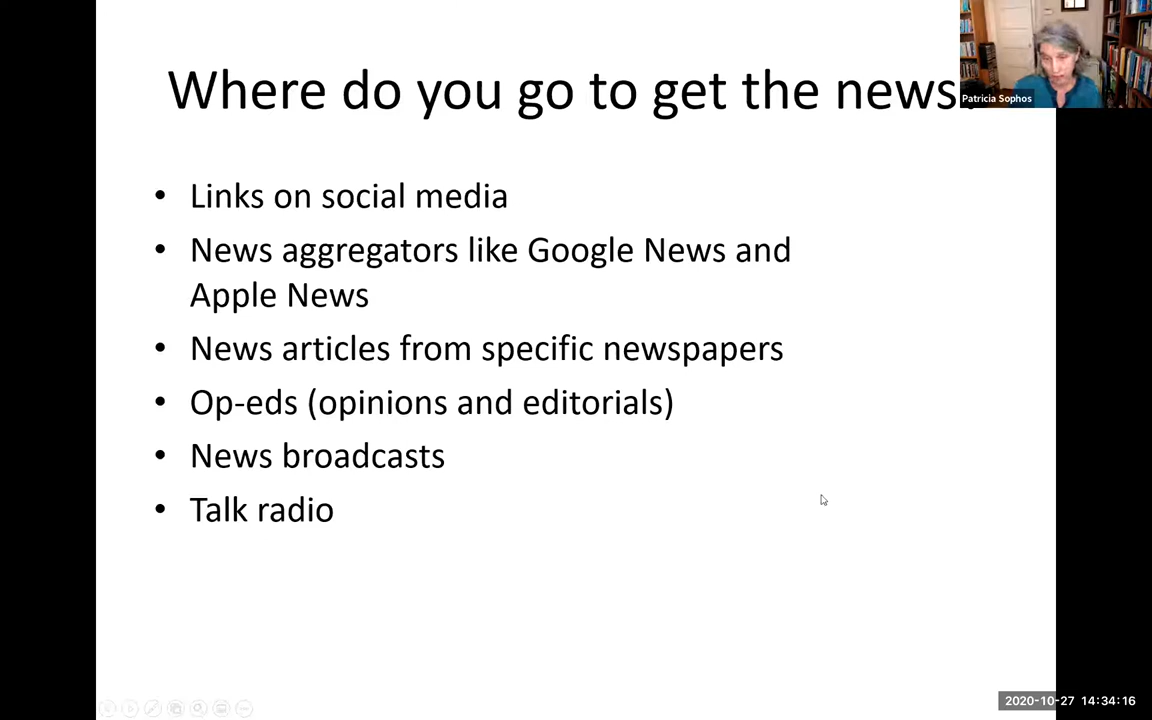 Where do you go to get the news
Patricia Sophos
• Links on social media
• News aggregators like Google News and
Apple News
• News articles from specific newspapers
• Op-eds (opinions and editorials)
• News broadcasts
• Talk radio
2020-10-27 14:34:16